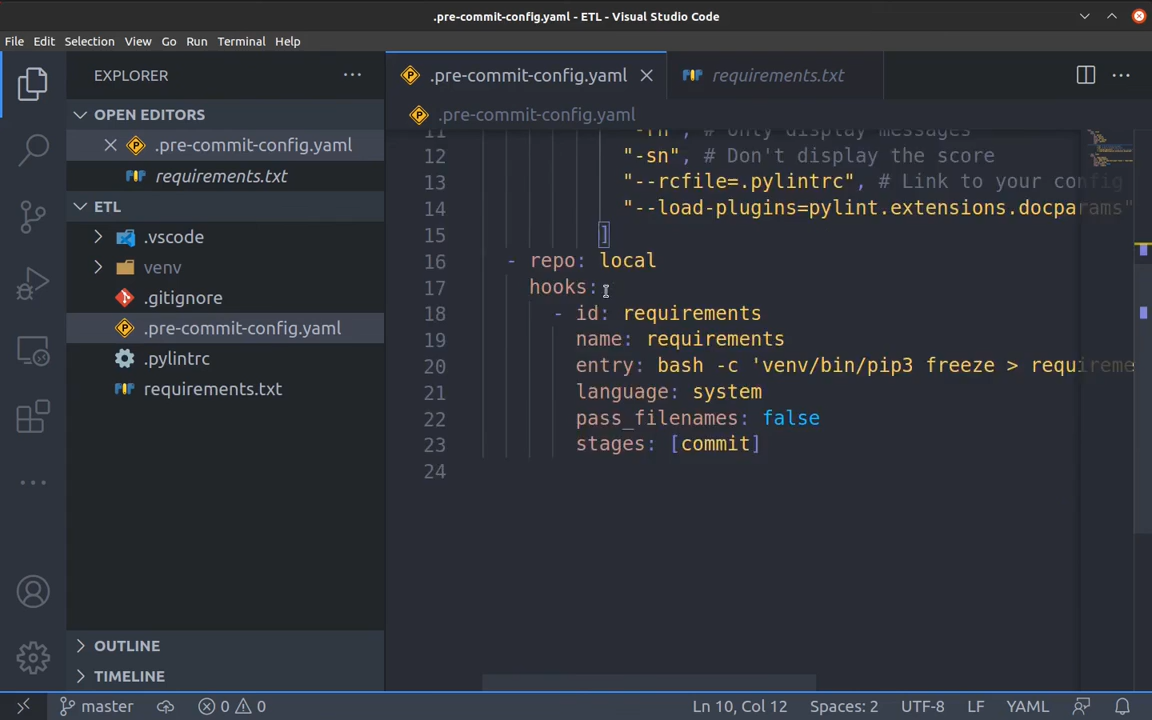 .pre-commit-config.yaml - ETL - Visual Studio Code
File Edit Selection View Go Run Terminal Help
EXPLORER
.pre-commit-config.yaml
requirements.txt
OPEN EDITORS
.pre-commit-config.yaml
.pre-commit-config.yaml
requirements.txt
ETL
.vscode
venv
.gitignore
.pre-commit-config.yaml
.pylintrc
requirements.txt
OUTLINE
TIMELINE
11 "-rn", # Only display messages
12 "-sn", # Don't display the score
13 "--rcfile=.pylintrc", # Link to your config
14 "--load-plugins=pylint.extensions.docparams"
15 ]
16 - repo: local
17 hooks:
18 - id: requirements
19 name: requirements
20 entry: bash -c 'venv/bin/pip3 freeze > requireme
21 language: system
22 pass_filenames: false
23 stages: [commit]
24
master 0 0 Ln 10, Col 12 Spaces: 2 UTF-8 LF YAML